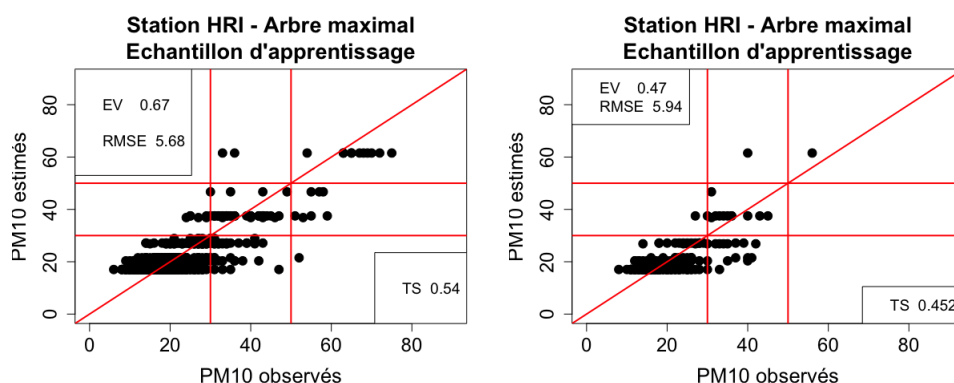 Station HRI - Arbre maximal
Echantillon d'apprentissage
EV 0.67
RMSE 5.68
TS 0.54
PM10 estimés
0 20 40 60 80
0 20 40 60 80
PM10 observés
Station HRI - Arbre maximal
Echantillon d'apprentissage
EV 0.47
RMSE 5.94
TS 0.452
PM10 estimés
0 20 40 60 80
0 20 40 60 80
PM10 observés